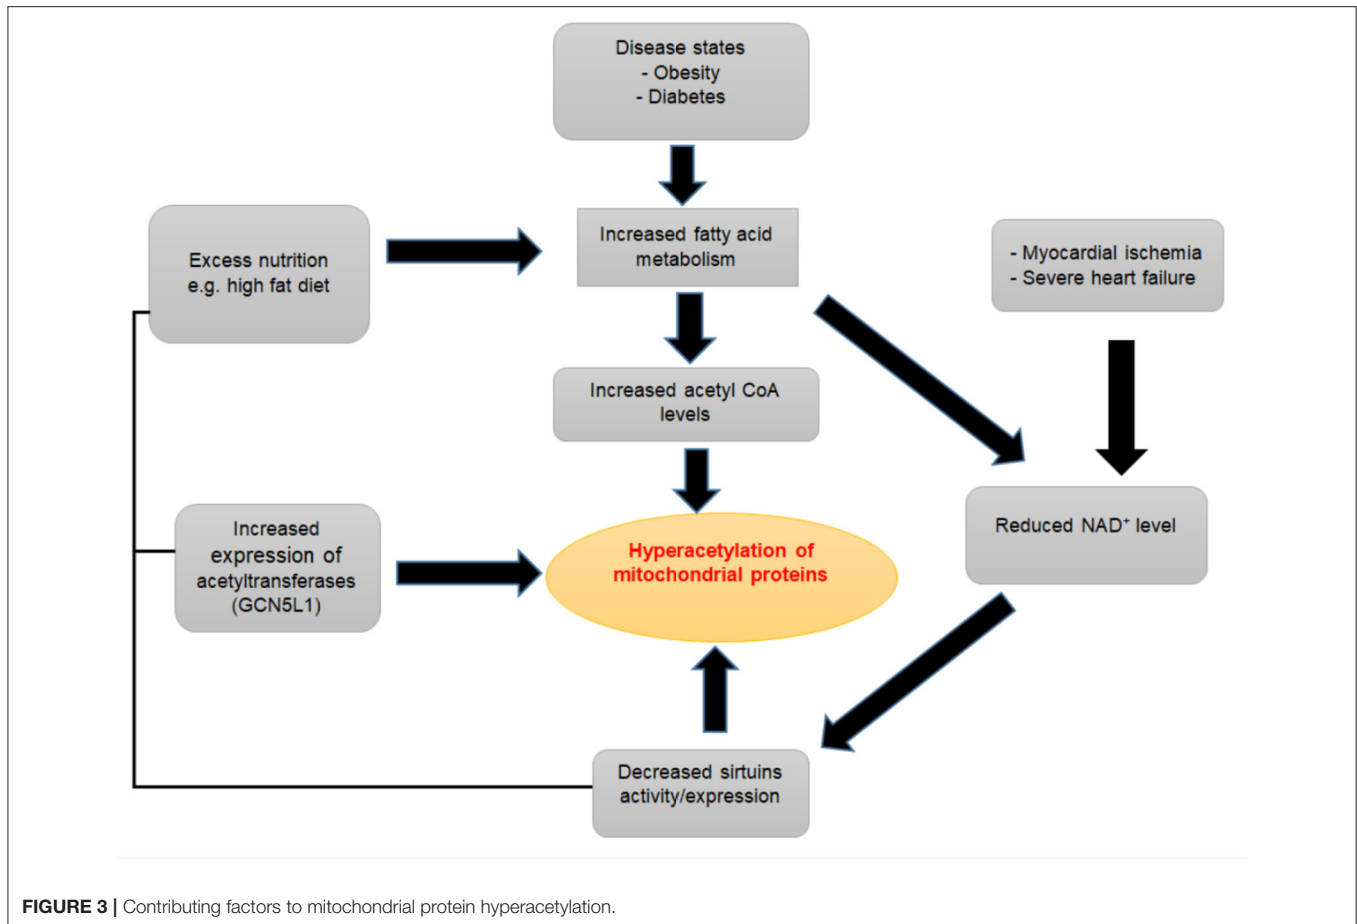 Disease states
- Obesity
- Diabetes
Increased fatty acid
metabolism
Excess nutrition
e.g. high fat diet
- Myocardial ischemia
- Severe heart failure
Increased acetyl CoA
levels
Increased
expression of
acetyltransferases
(GCN5L1)
Hyperacetylation of
mitochondrial proteins
Reduced NAD⁺ level
Decreased sirtuins
activity/expression
FIGURE 3 | Contributing factors to mitochondrial protein hyperacetylation.